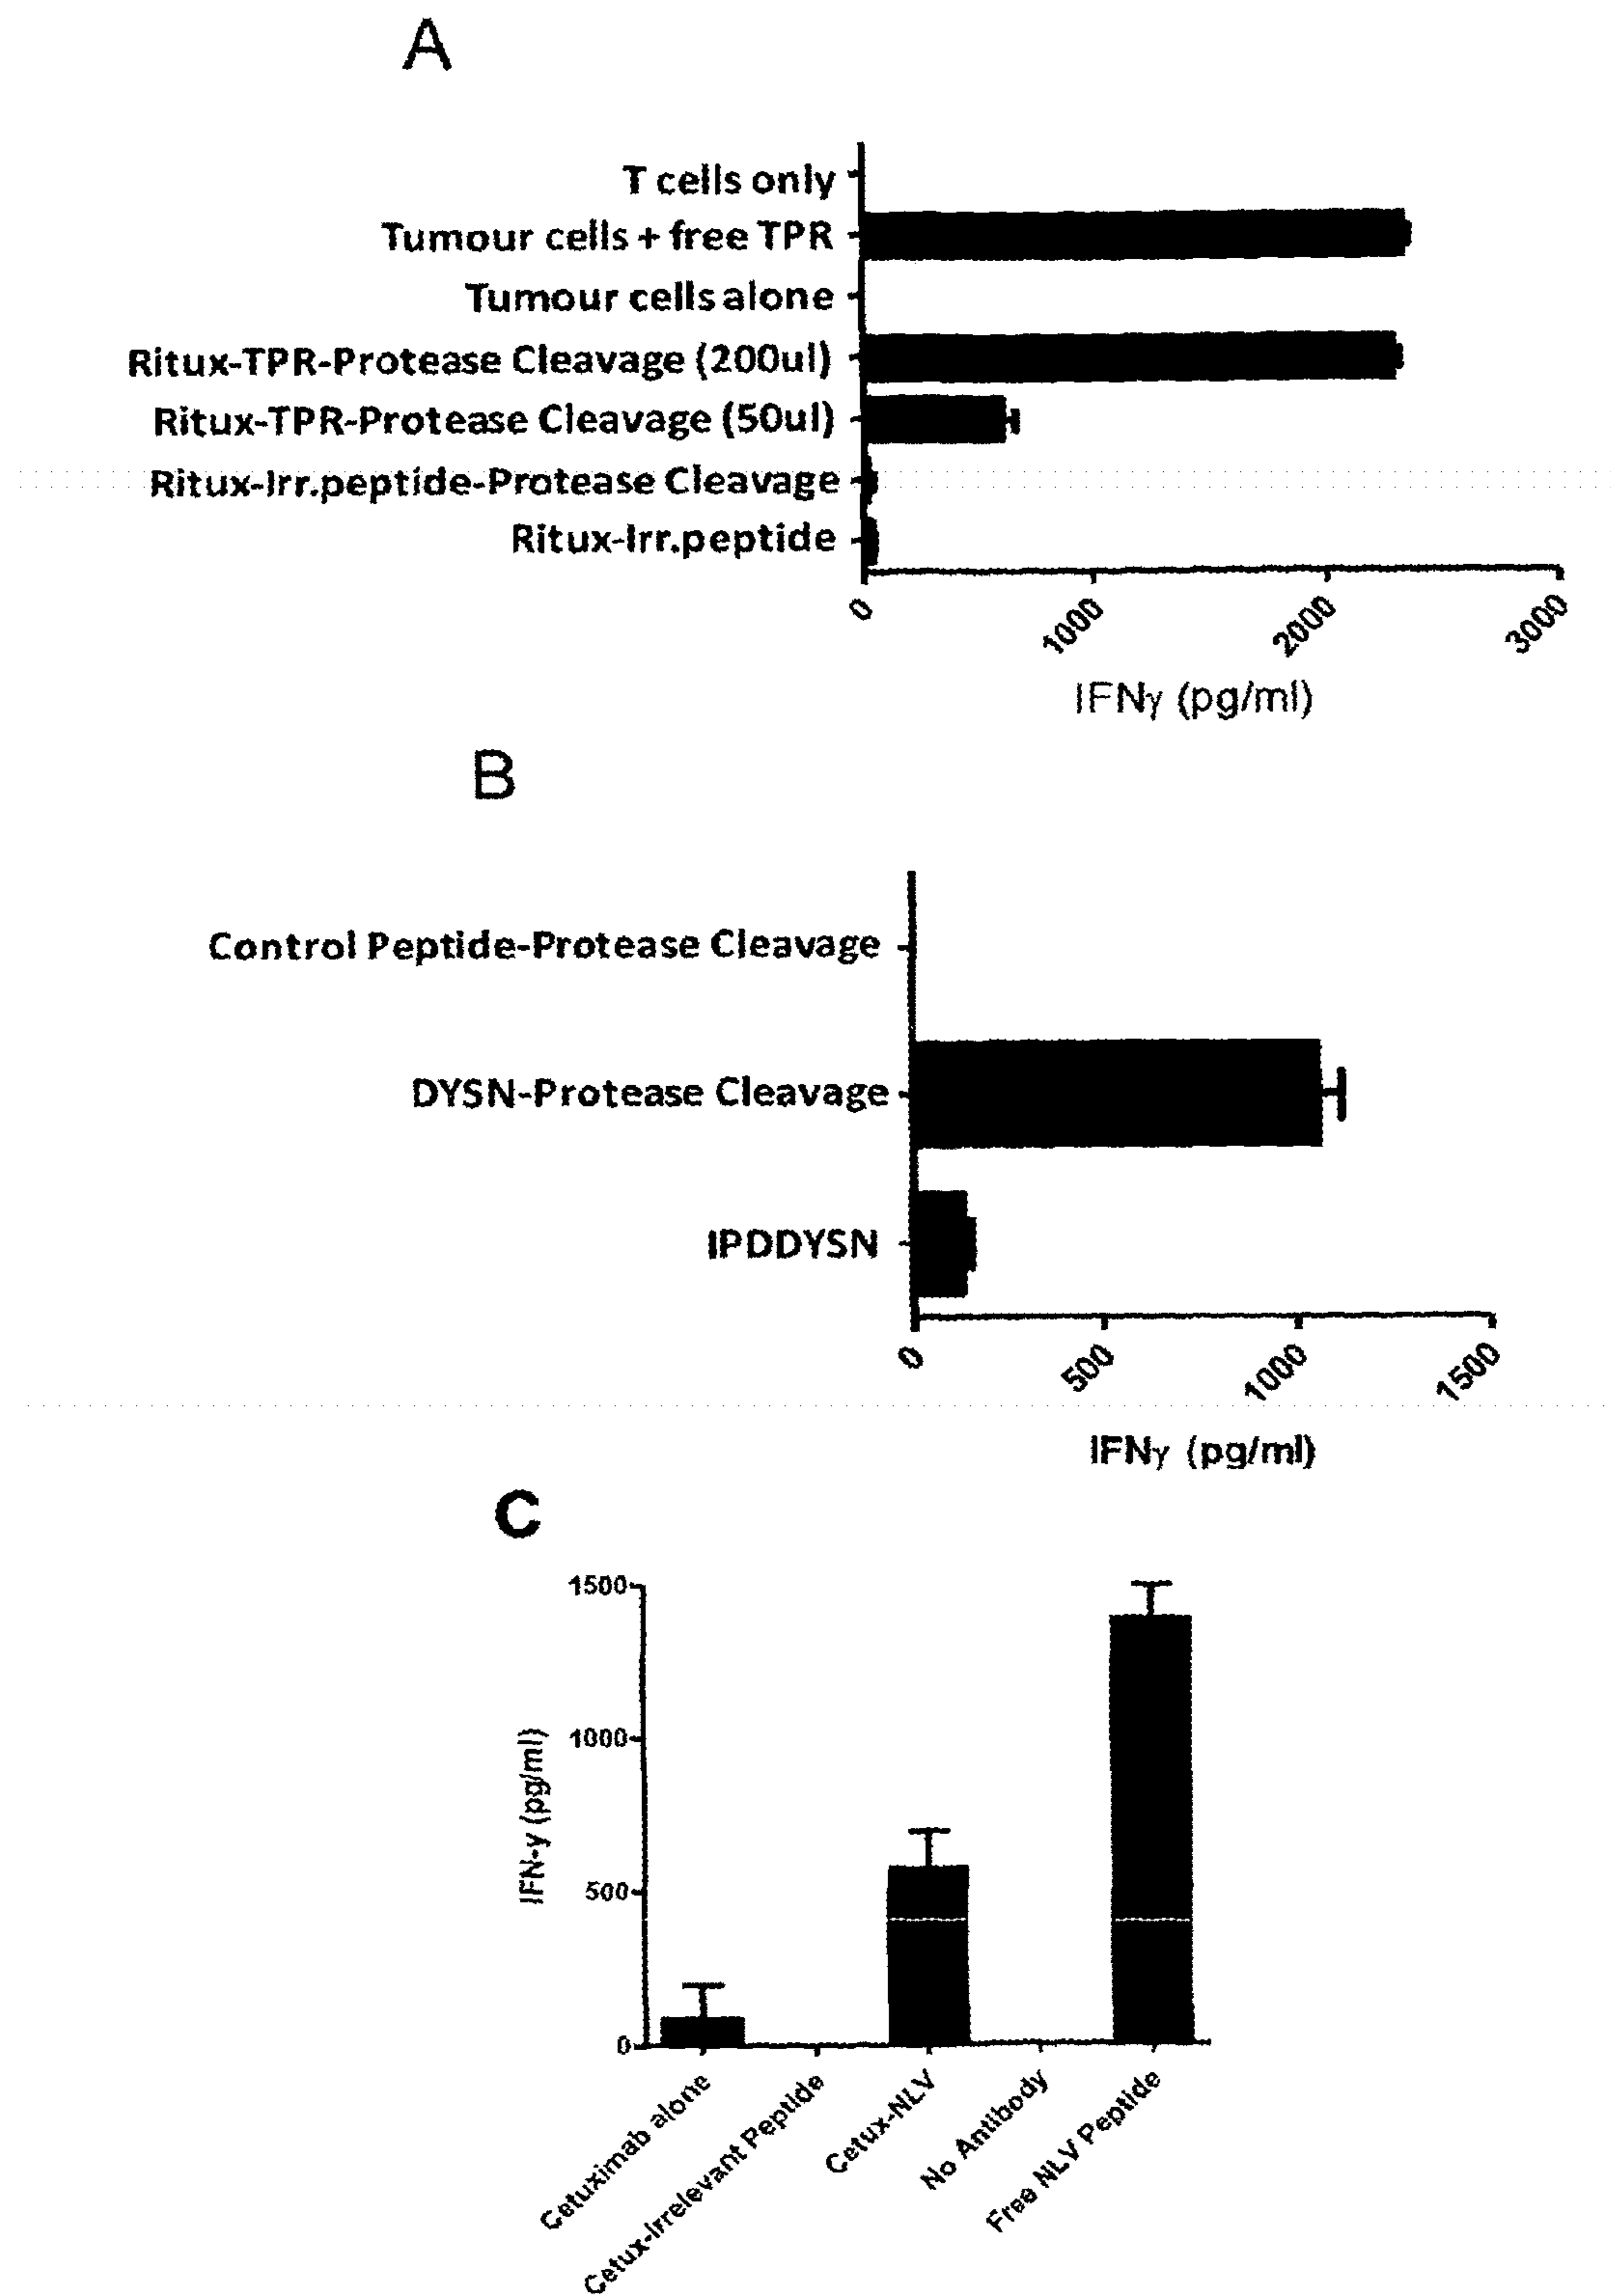 A
T cells only
Tumour cells + free TPR
Tumour cells alone
Ritux-TPR-Protease Cleavage (200ul)
Ritux-TPR-Protease Cleavage (50ul)
Ritux-Irr.peptide-Protease Cleavage
Ritux-Irr.peptide
0
1000
2000
3000
IFNγ (pg/ml)
B
Control Peptide-Protease Cleavage
DYSN-Protease Cleavage
IPDDYSN
0
500
1000
1500
IFNγ (pg/ml)
C
1500
1000
500
0
IFN-γ (pg/ml)
Cetuximab alone
Cetux-Irrelevant Peptide
Cetux-NLV
No Antibody
Free NLV Peptide